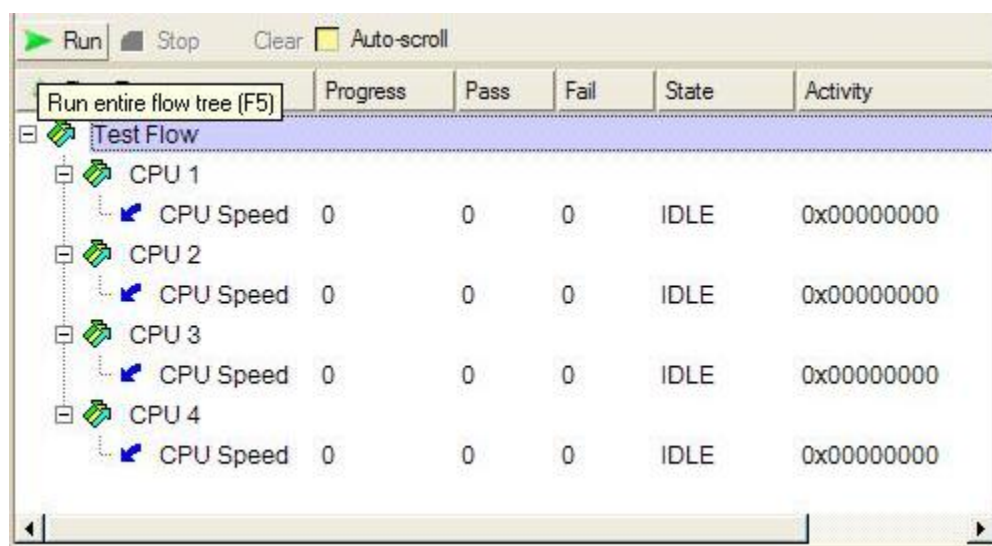 Run Stop Clear Auto-scroll
Run entire flow tree (F5) Progress Pass Fail State Activity
Test Flow
CPU 1
CPU Speed 0 0 0 IDLE 0x00000000
CPU 2
CPU Speed 0 0 0 IDLE 0x00000000
CPU 3
CPU Speed 0 0 0 IDLE 0x00000000
CPU 4
CPU Speed 0 0 0 IDLE 0x00000000